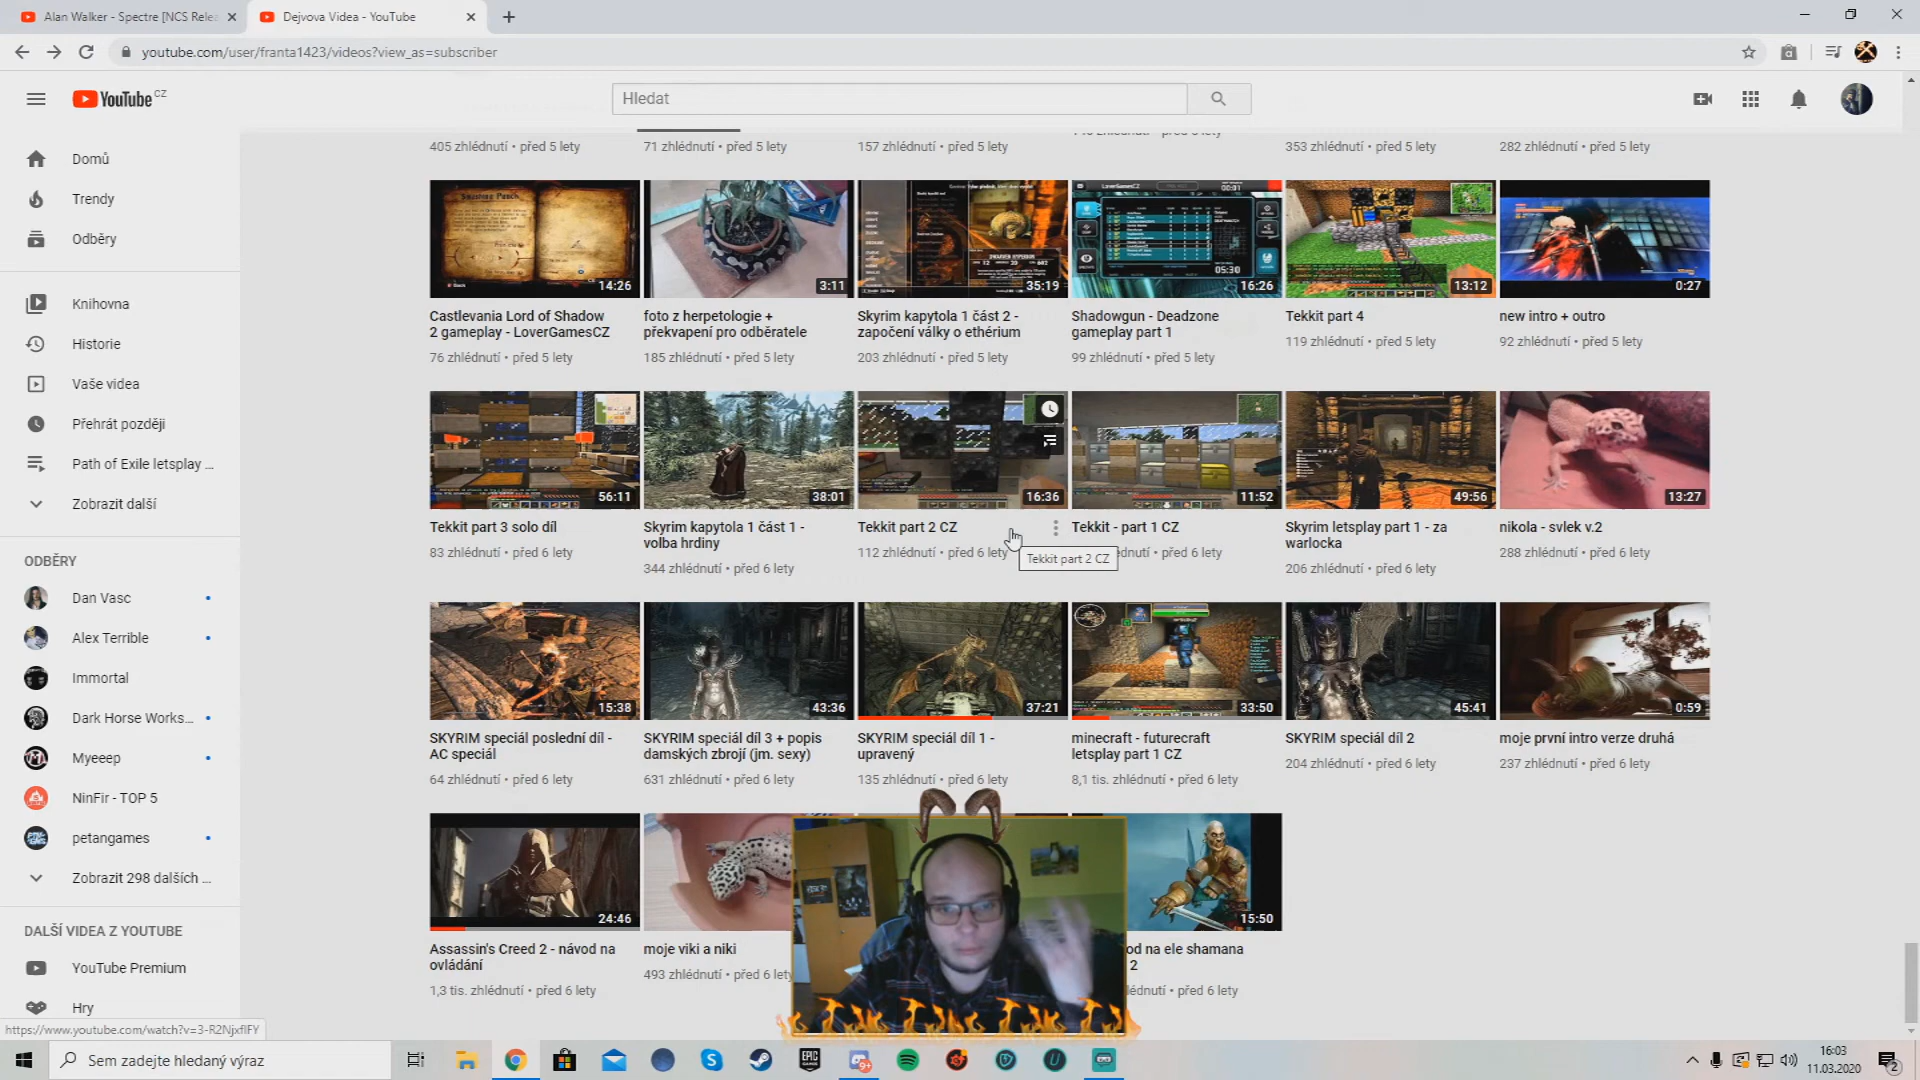 Alan Walker - Spectre [NCS Relea
Dejvova Videa - YouTube
youtube.com/user/franta1423/videos?view_as=subscriber
YouTube CZ
Hledat
Domů
Trendy
Odběry
Knihovna
Historie
Vaše videa
Přehrát později
Path of Exile letsplay ...
Zobrazit další
ODBĚRY
Dan Vasc
Alex Terrible
Immortal
Dark Horse Works...
Myeeep
NinFir - TOP 5
petangames
Zobrazit 298 dalších ...
DALŠÍ VIDEA Z YOUTUBE
YouTube Premium
Hry
405 zhlédnutí • před 5 lety
71 zhlédnutí • před 5 lety
157 zhlédnutí • před 5 lety
353 zhlédnutí • před 5 lety
282 zhlédnutí • před 5 lety
14:26
3:11
35:19
16:26
13:12
0:27
Castlevania Lord of Shadow
2 gameplay - LoverGamesCZ
76 zhlédnutí • před 5 lety
foto z herpetologie +
překvapení pro odběratele
185 zhlédnutí • před 5 lety
Skyrim kapytola 1 část 2 -
započení války o ethérium
203 zhlédnutí • před 5 lety
LoverGamesCZ
00:01
05:30
Shadowgun - Deadzone
gameplay part 1
99 zhlédnutí • před 5 lety
Tekkit part 4
119 zhlédnutí • před 5 lety
new intro + outro
92 zhlédnutí • před 5 lety
56:11
38:01
16:36
11:52
49:56
13:27
Tekkit part 3 solo díl
83 zhlédnutí • před 6 lety
Skyrim kapytola 1 část 1 -
volba hrdiny
344 zhlédnutí • před 6 lety
Tekkit part 2 CZ
112 zhlédnutí • před 6 lety
Tekkit part 2 CZ
Tekkit - part 1 CZ
dnutí • před 6 lety
Skyrim letsplay part 1 - za
warlocka
206 zhlédnutí • před 6 lety
nikola - svlek v.2
288 zhlédnutí • před 6 lety
15:38
43:36
37:21
33:50
45:41
0:59
SKYRIM speciál poslední díl -
AC speciál
64 zhlédnutí • před 6 lety
SKYRIM speciál díl 3 + popis
damských zbrojí (jm. sexy)
631 zhlédnutí • před 6 lety
SKYRIM speciál díl 1 -
upravený
135 zhlédnutí • před 6 lety
minecraft - futurecraft
letsplay part 1 CZ
8,1 tis. zhlédnutí • před 6 lety
SKYRIM speciál díl 2
204 zhlédnutí • před 6 lety
moje první intro verze druhá
237 zhlédnutí • před 6 lety
24:46
15:50
Assassin's Creed 2 - návod na
ovládání
1,3 tis. zhlédnutí • před 6 lety
moje viki a niki
493 zhlédnutí • před 6 lety
od na ele shamana
2
édnutí • před 6 lety
https://www.youtube.com/watch?v=3-R2NjxflFY
Sem zadejte hledaný výraz
EPIC
GAMES
9+
16:03
11.03.2020
2